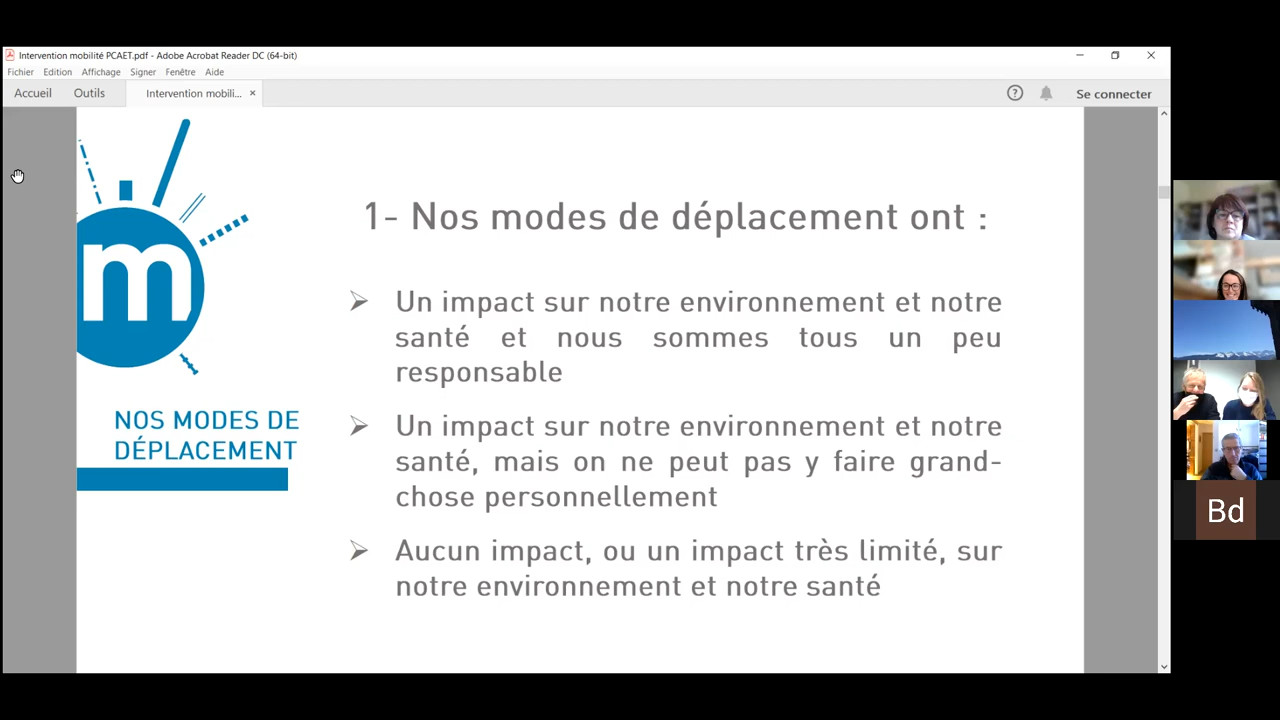 Intervention mobilité PCAET.pdf - Adobe Acrobat Reader DC (64-bit)
Fichier Edition Affichage Signer Fenêtre Aide
Accueil Outils Intervention mobili... × Se connecter
m
NOS MODES DE
DÉPLACEMENT
1- Nos modes de déplacement ont :
Un impact sur notre environnement et notre
santé et nous sommes tous un peu
responsable
Un impact sur notre environnement et notre
santé, mais on ne peut pas y faire grand-
chose personnellement
Aucun impact, ou un impact très limité, sur
notre environnement et notre santé
Bd